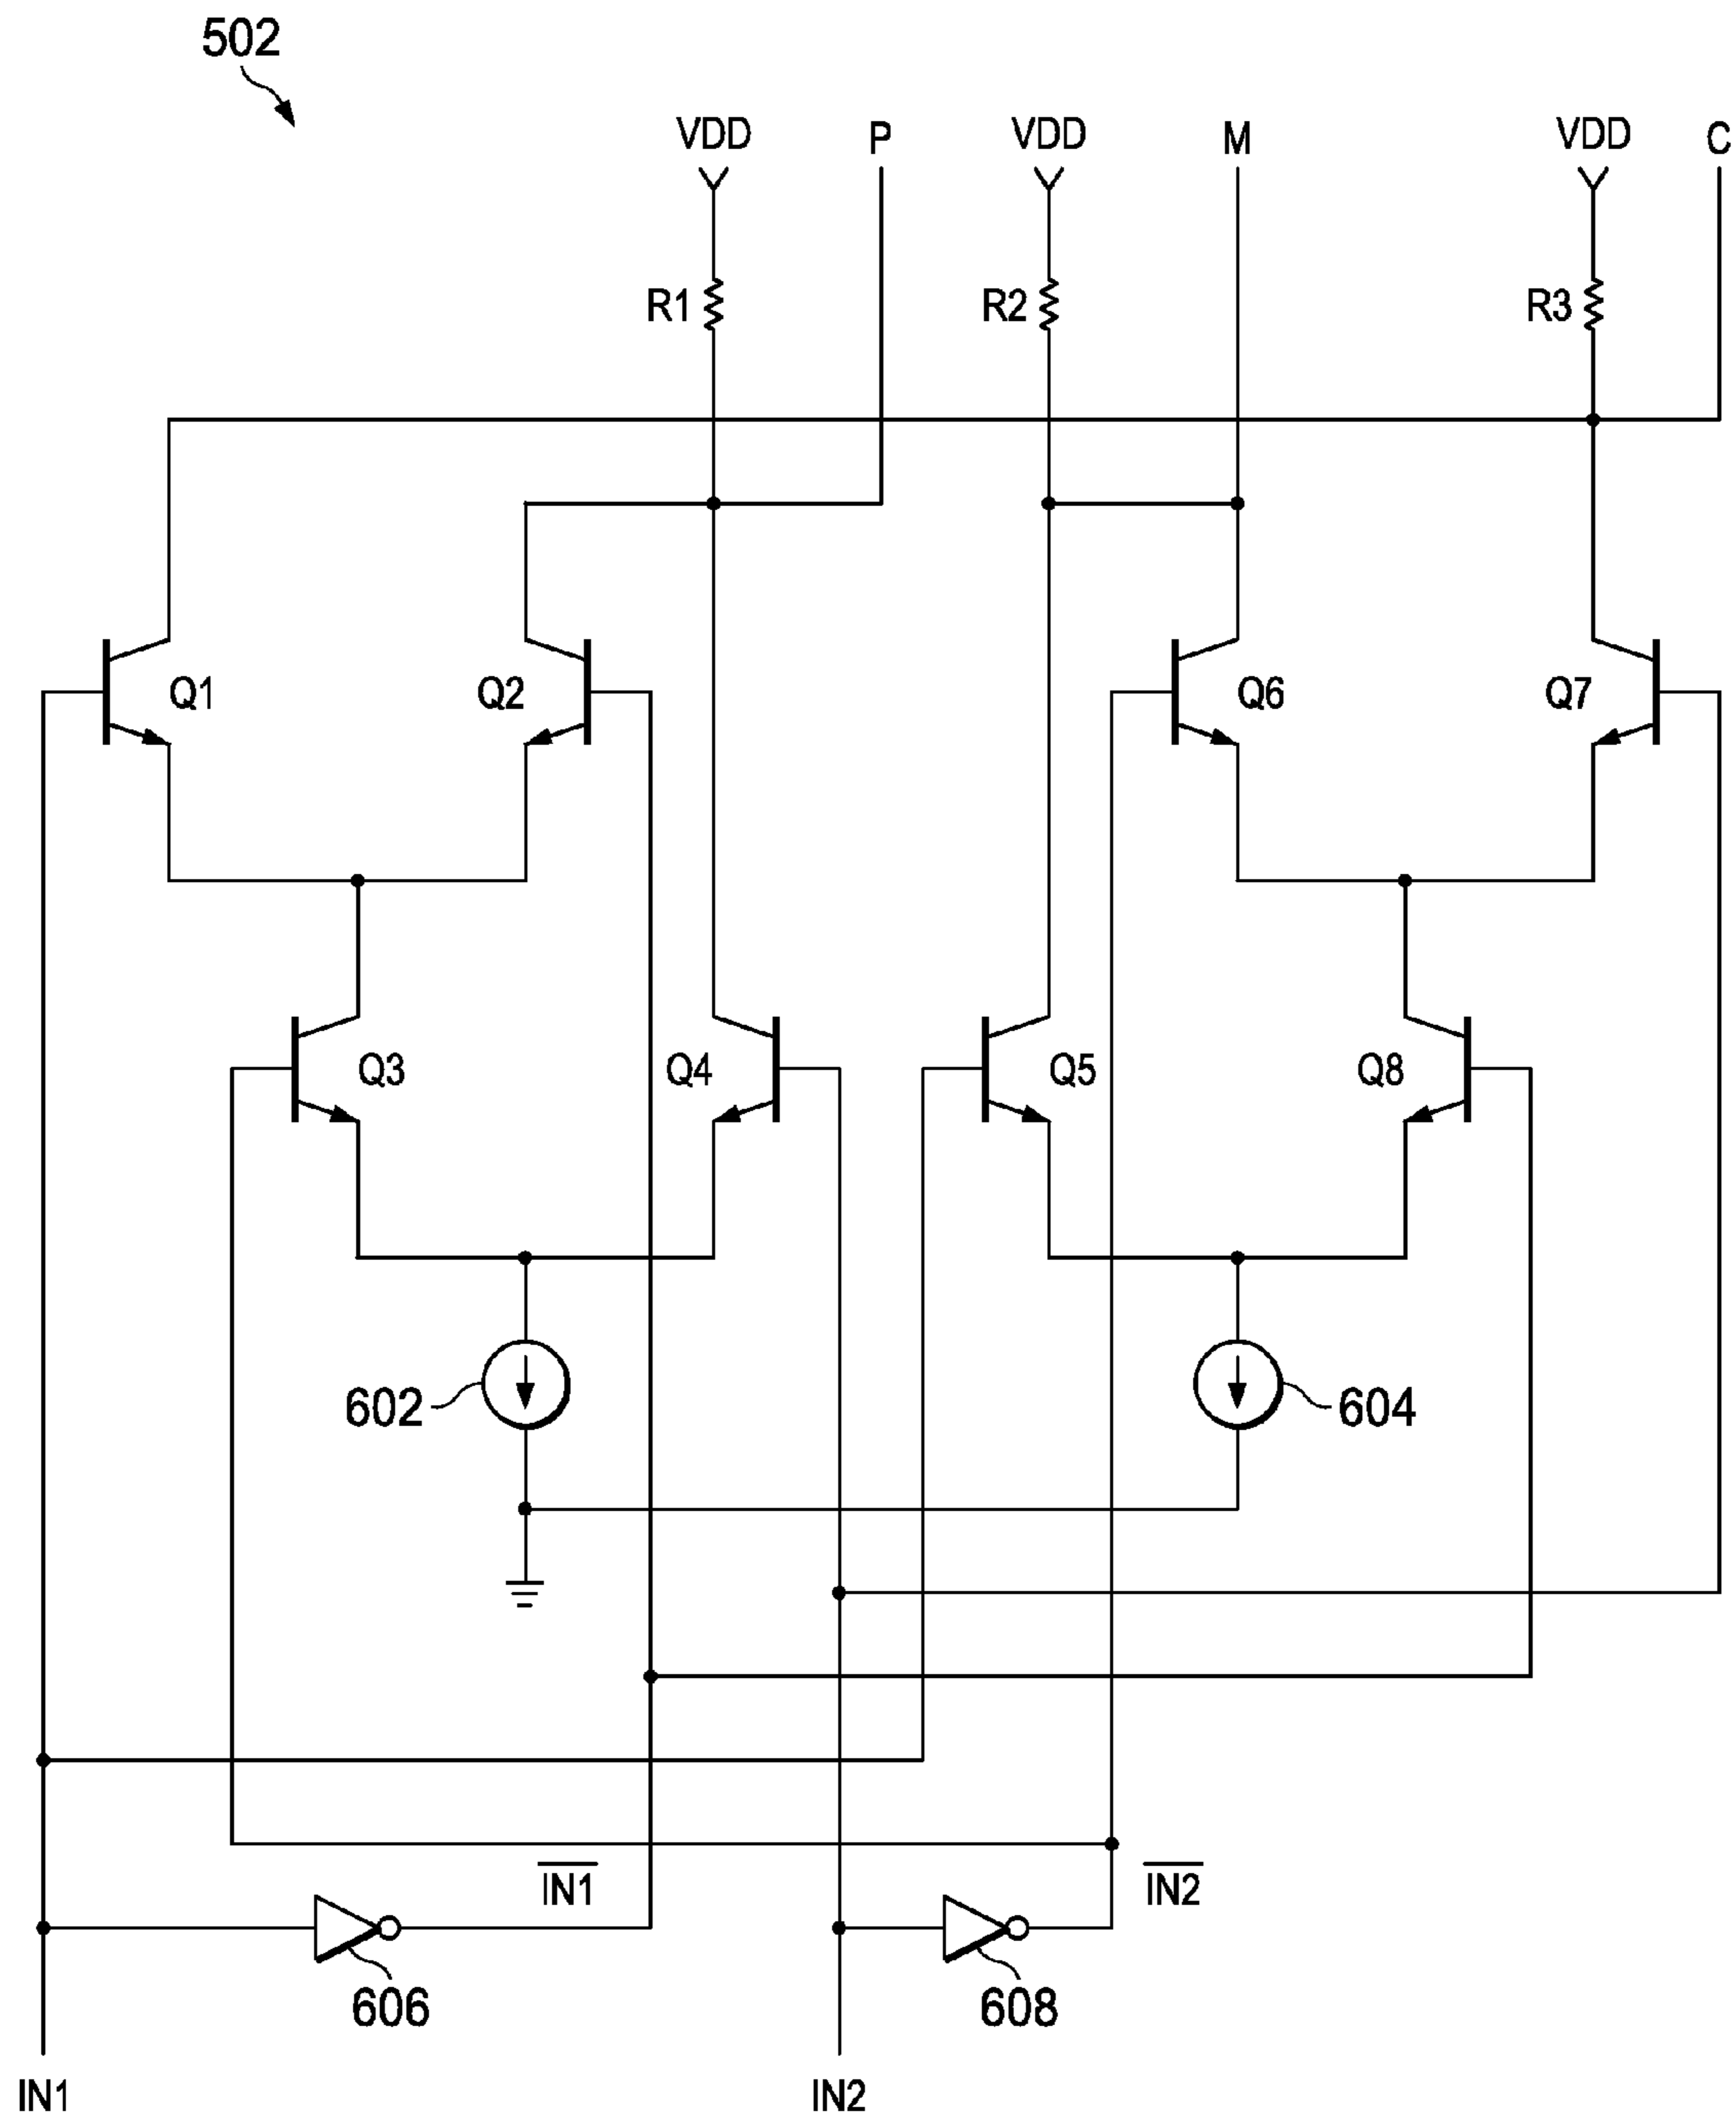 502
VDD P VDD M VDD C
R1 R2 R3
Q1 Q2 Q6 Q7
Q3 Q4 Q5 Q8
602 604
IN1 IN2
606 608
IN1 IN2